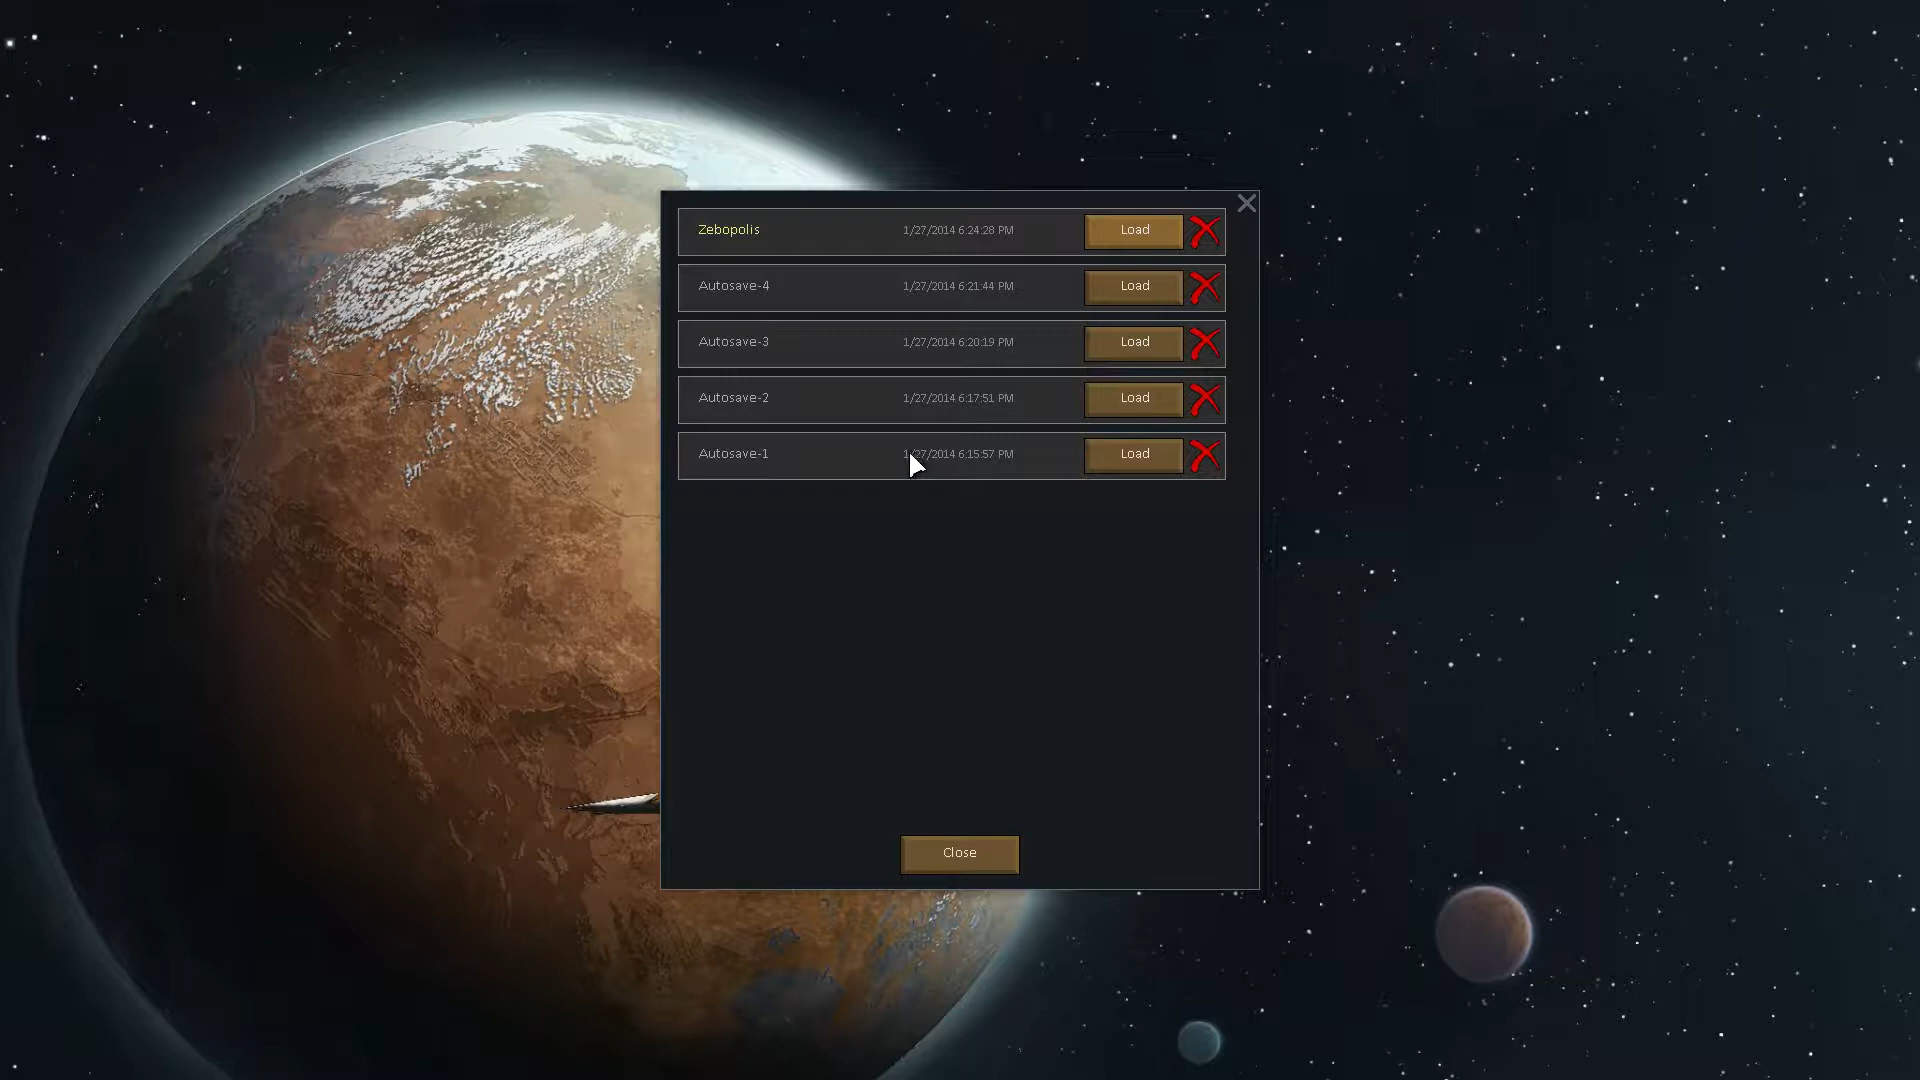 Zebopolis 1/27/2014 6:24:28 PM Load
Autosave-4 1/27/2014 6:21:44 PM Load
Autosave-3 1/27/2014 6:20:19 PM Load
Autosave-2 1/27/2014 6:17:51 PM Load
Autosave-1 1/27/2014 6:15:57 PM Load
Close